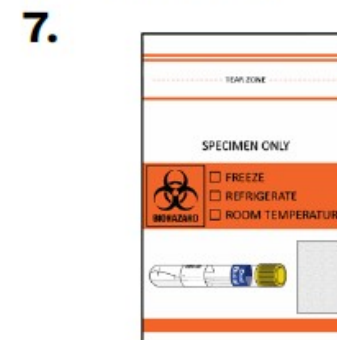 7.
TEAR ZONE
SPECIMEN ONLY
FREEZE
REFRIGERATE
BIOHAZARD
ROOM TEMPERATUR